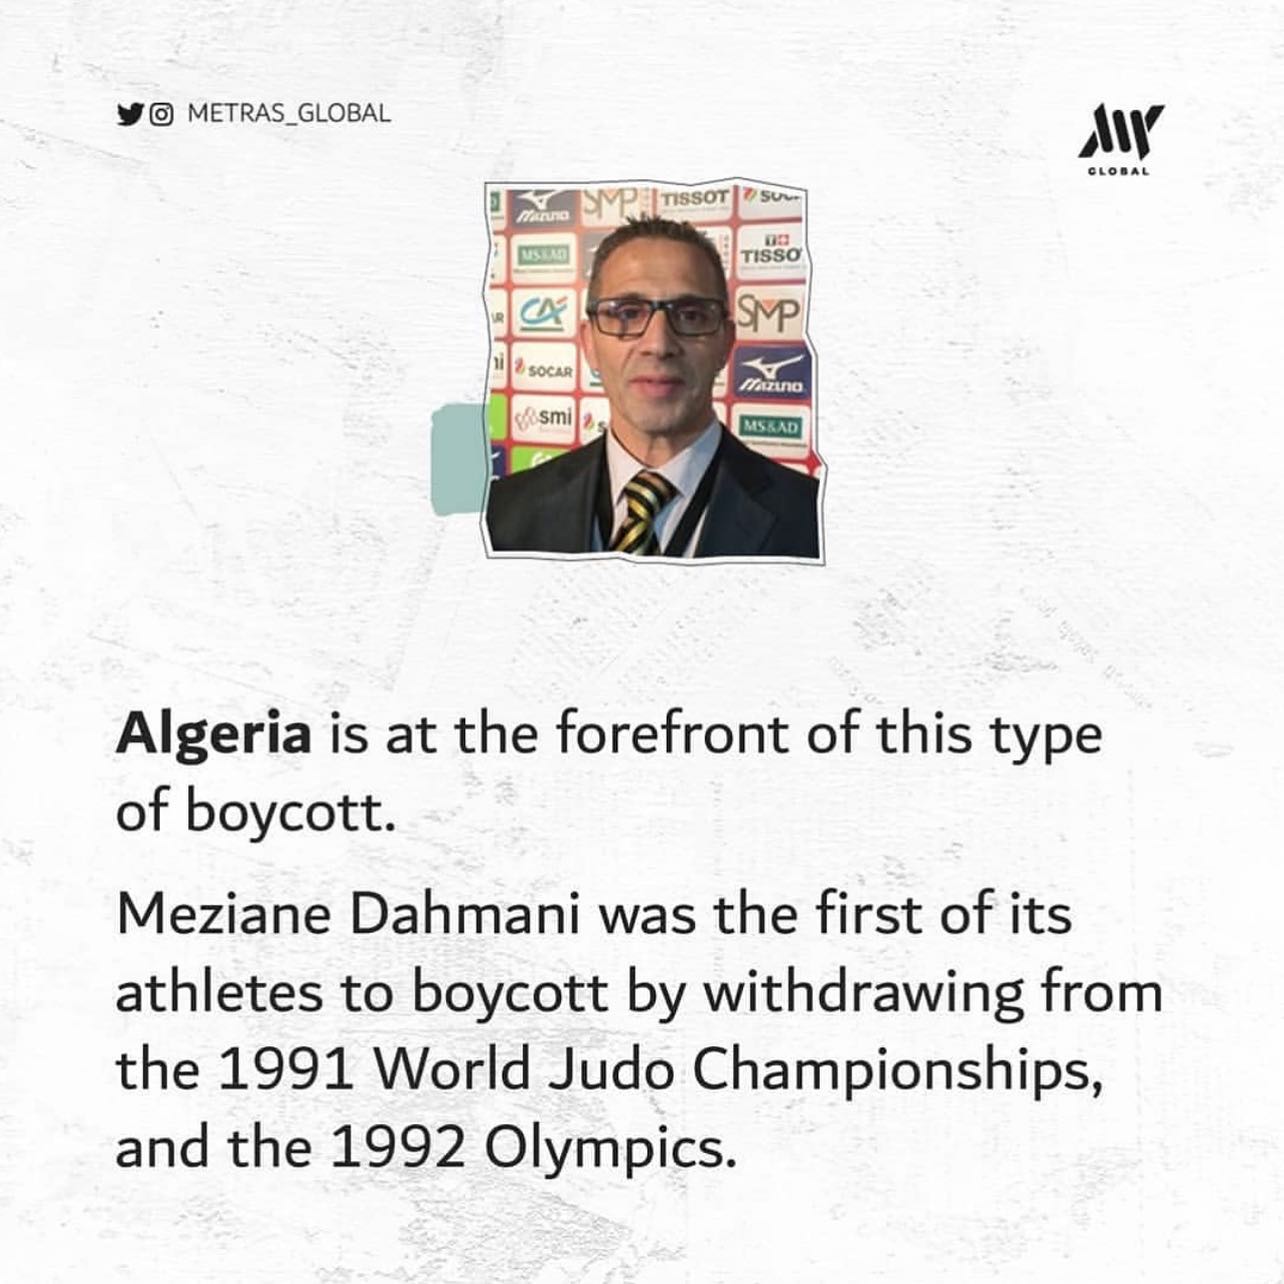 METRAS_GLOBAL
GLOBAL
Mizuno
SMP
TISSOT
MS&AD
TISSO
CA
SMP
SOCAR
Mizuno
smi
MS&AD
Algeria is at the forefront of this type
of boycott.
Meziane Dahmani was the first of its
athletes to boycott by withdrawing from
the 1991 World Judo Championships,
and the 1992 Olympics.